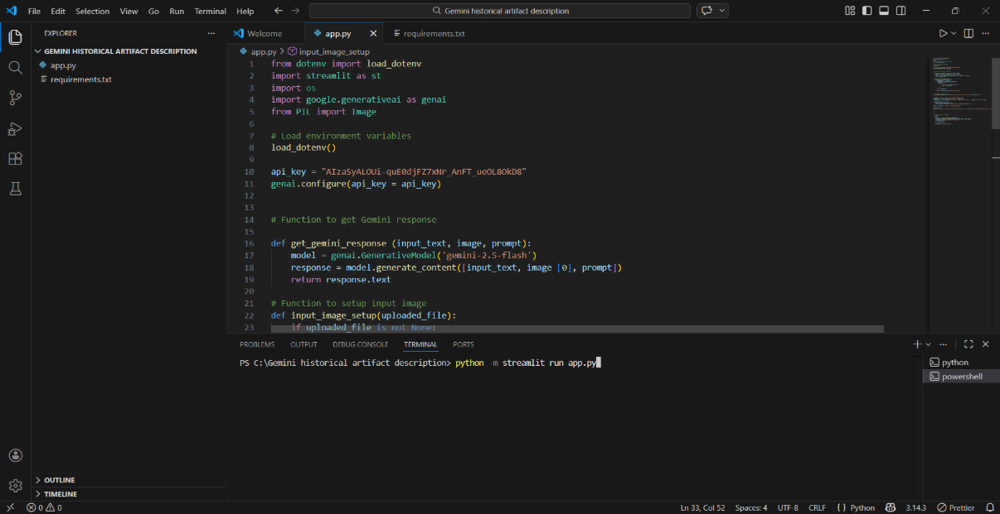 File Edit Selection View Go Run Terminal Help
Gemini historical artifact description
EXPLORER
GEMINI HISTORICAL ARTIFACT DESCRIPTION
app.py
requirements.txt
OUTLINE
TIMELINE
Welcome
app.py
requirements.txt
app.py > input_image_setup
1 from dotenv import load_dotenv
2 import streamlit as st
3 import os
4 import google.generativeai as genai
5 from PIL import Image
6
7 # Load environment variables
8 load_dotenv()
9
10 api_key = "AIzaSyALOUi-quE0djFZ7xNr_AnFT_ueOL8OkD8"
11 genai.configure(api_key = api_key)
12
13
14 # Function to get Gemini response
15
16 def get_gemini_response (input_text, image, prompt):
17 model = genai.GenerativeModel('gemini-2.5-flash')
18 response = model.generate_content([input_text, image [0], prompt])
19 return response.text
20
21 # Function to setup input image
22 def input_image_setup(uploaded_file):
23 if uploaded_file is not None:
PROBLEMS OUTPUT DEBUG CONSOLE TERMINAL PORTS
PS C:\Gemini historical artifact description> python -m streamlit run app.py
python
powershell
0 0
Ln 33, Col 52 Spaces: 4 UTF-8 CRLF Python 3.14.3 Prettier